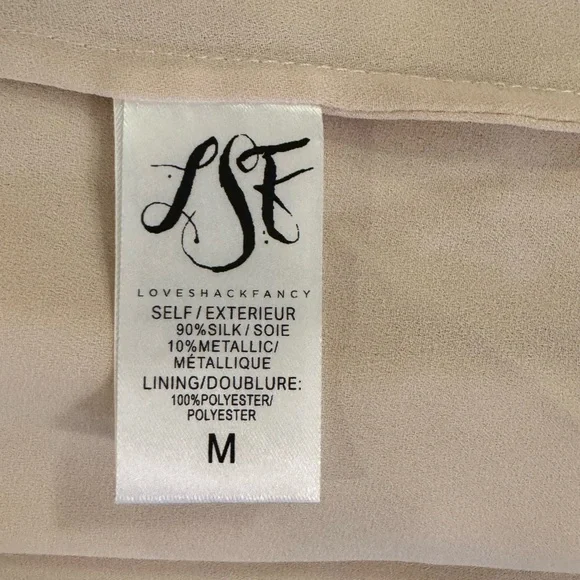 LSF
LOVESHACKFANCY
SELF/EXTERIEUR
90%SILK/SOIE
10%METALLIC/
MÉTALLIQUE
LINING/DOUBLURE:
100%POLYESTER/
POLYESTER
M